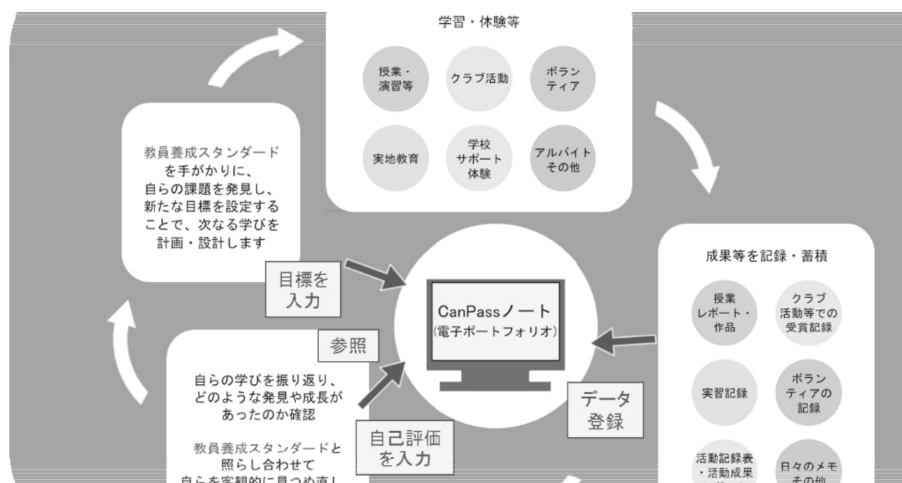 学習・体験等
授業・
演習等
クラブ活動
ボラン
ティア
実地教育
学校
サポート
体験
アルバイト
その他
教員養成スタンダード
を手がかりに、
自らの課題を発見し、
新たな目標を設定する
ことで、次なる学びを
計画・設計します
目標を
入力
CanPassノート
(電子ポートフォリオ)
参照
自らの学びを振り返り、
どのような発見や成長が
あったのか確認
教員養成スタンダードと
照らし合わせて
自らを客観的に見つめ直し、
自己評価
を入力
データ
登録
成果等を記録・蓄積
授業
レポート・
作品
クラブ
活動等での
受賞記録
実習記録
ボラン
ティアの
記録
活動記録表
・活動成果
日々のメモ
その他